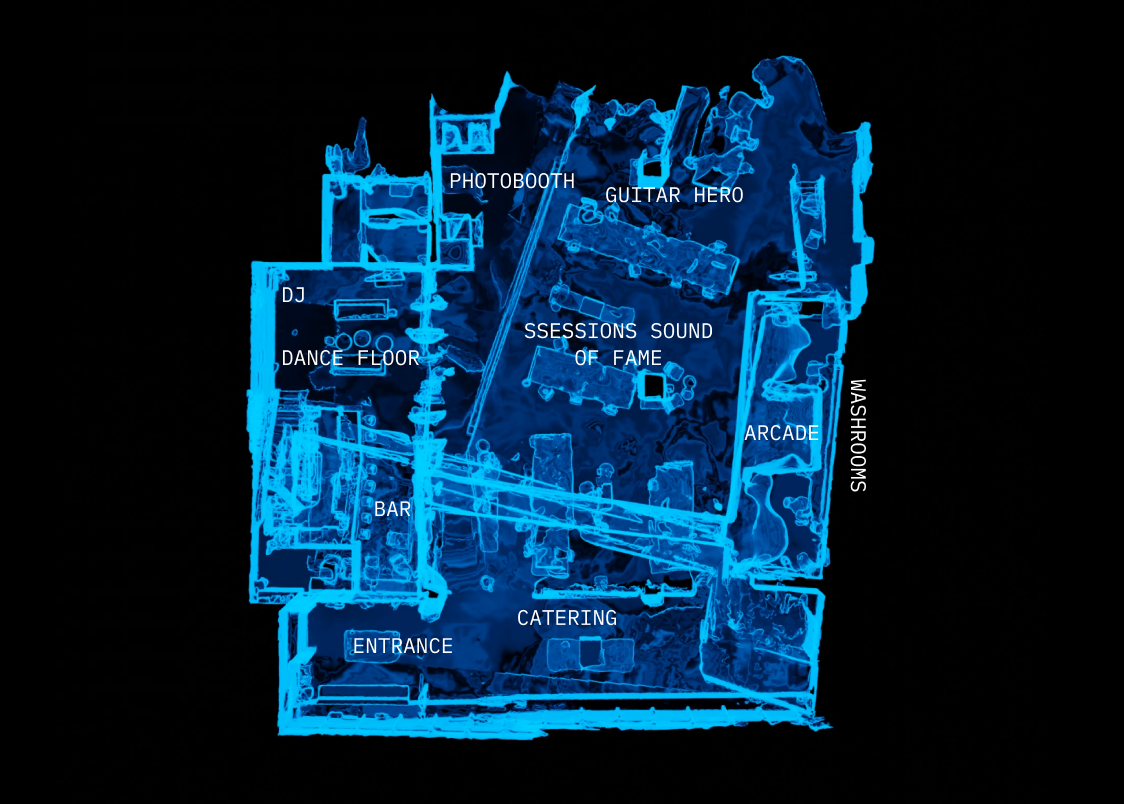 PHOTOBOOTH
GUITAR HERO
DJ
SSESSIONS SOUND
OF FAME
DANCE FLOOR
ARCADE
WASHROOMS
BAR
CATERING
ENTRANCE